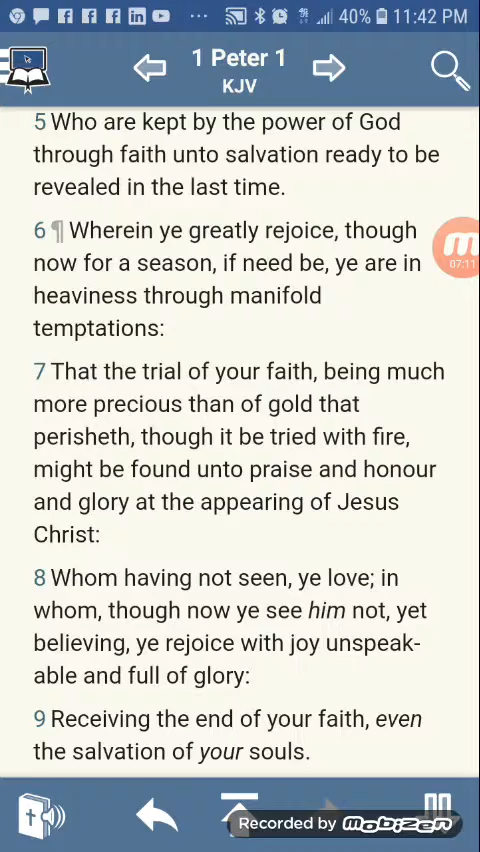 40% 11:42 PM
1 Peter 1
KJV
5 Who are kept by the power of God
through faith unto salvation ready to be
revealed in the last time.
6 ¶ Wherein ye greatly rejoice, though
now for a season, if need be, ye are in
heaviness through manifold
temptations:
7 That the trial of your faith, being much
more precious than of gold that
perisheth, though it be tried with fire,
might be found unto praise and honour
and glory at the appearing of Jesus
Christ:
8 Whom having not seen, ye love; in
whom, though now ye see him not, yet
believing, ye rejoice with joy unspeak-
able and full of glory:
9 Receiving the end of your faith, even
the salvation of your souls.
07:11
Recorded by mobizen